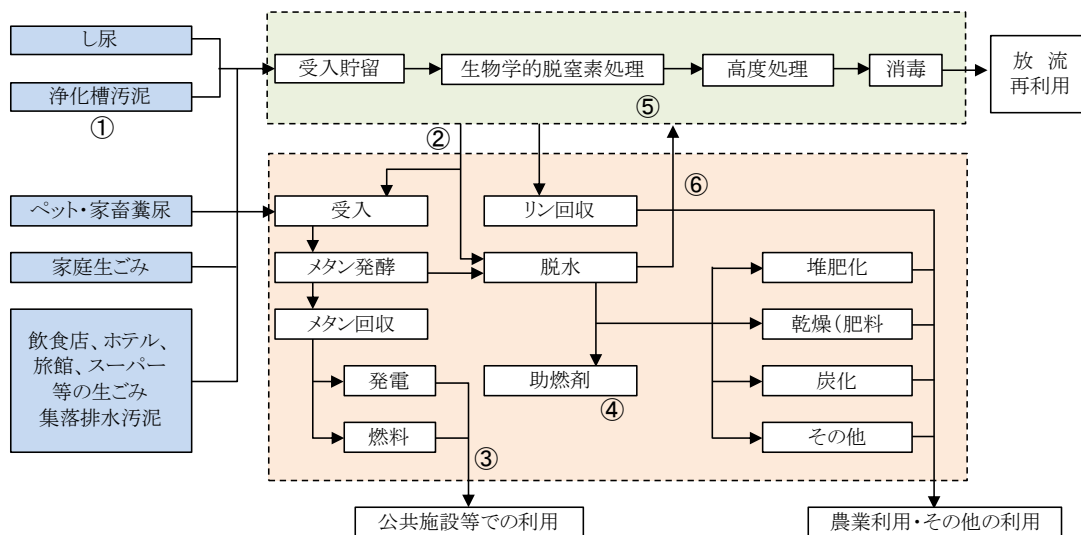 し尿
浄化槽汚泥
①
受入貯留
生物学的脱窒素処理
高度処理
消毒
放 流
再利用
⑤
②
⑥
ペット・家畜糞尿
受入
リン回収
家庭生ごみ
メタン発酵
脱水
堆肥化
飲食店、ホテル、
旅館、スーパー
等の生ごみ
集落排水汚泥
メタン回収
乾燥（肥料
発電
助燃剤
④
炭化
燃料
③
その他
公共施設等での利用
農業利用・その他の利用